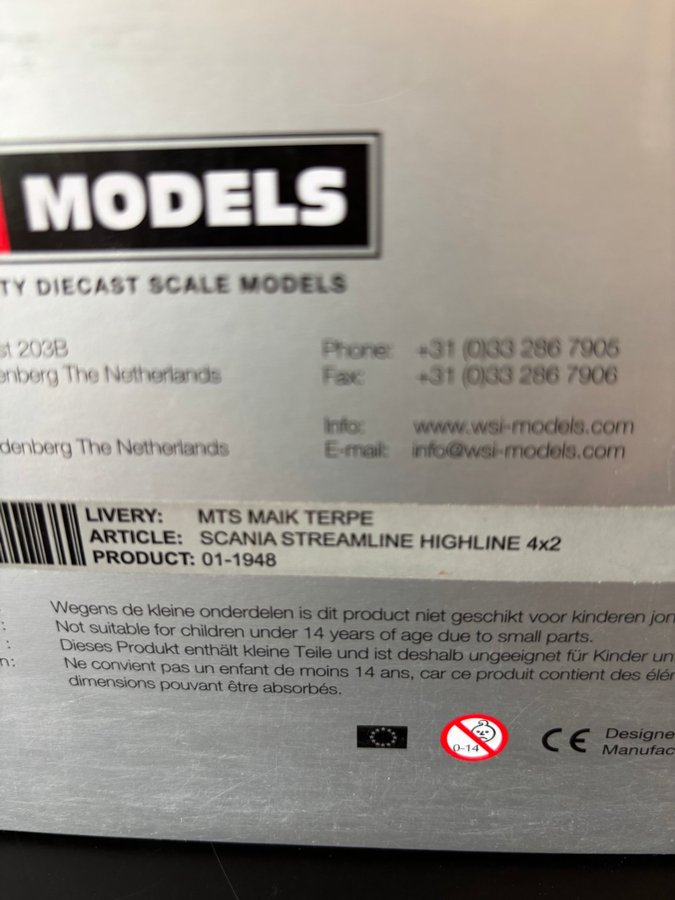 MODELS
TY DIECAST SCALE MODELS
st 203B
enberg The Netherlands
denberg The Netherlands
Phone: +31 (0)33 286 7905
Fax: +31 (0)33 286 7906
Info: www.wsi-models.com
E-mail: info@wsi-models.com
LIVERY: MTS MAIK TERPE
ARTICLE: SCANIA STREAMLINE HIGHLINE 4x2
PRODUCT: 01-1948
Wegens de kleine onderdelen is dit product niet geschikt voor kinderen jon
: Not suitable for children under 14 years of age due to small parts.
: Dieses Produkt enthält kleine Teile und ist deshalb ungeeignet für Kinder un
n: Ne convient pas un enfant de moins 14 ans, car ce produit contient des élé
dimensions pouvant être absorbés.
0-14
CE
Designe
Manufac